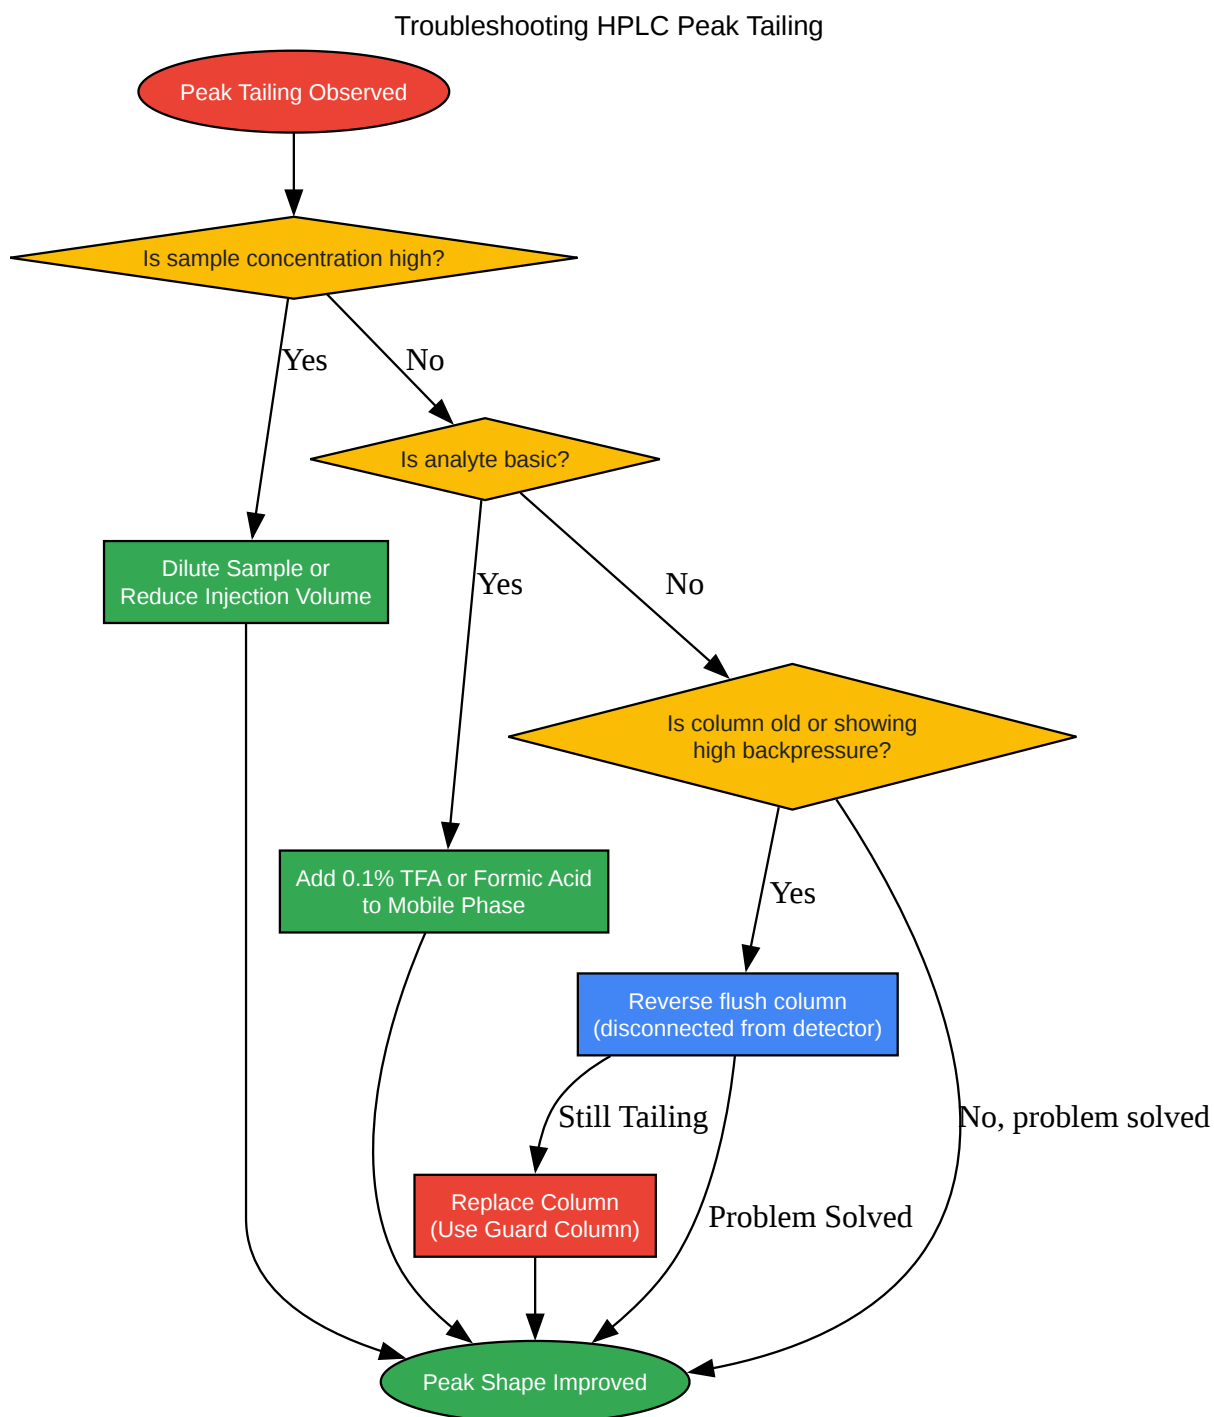 Troubleshooting HPLC Peak Tailing
Peak Tailing Observed
Is sample concentration high?
Yes
No
Is analyte basic?
Dilute Sample or
Reduce Injection Volume
Yes
No
Is column old or showing
high backpressure?
Add 0.1% TFA or Formic Acid
to Mobile Phase
Yes
Reverse flush column
(disconnected from detector)
Still Tailing
No, problem solved
Replace Column
(Use Guard Column)
Problem Solved
Peak Shape Improved